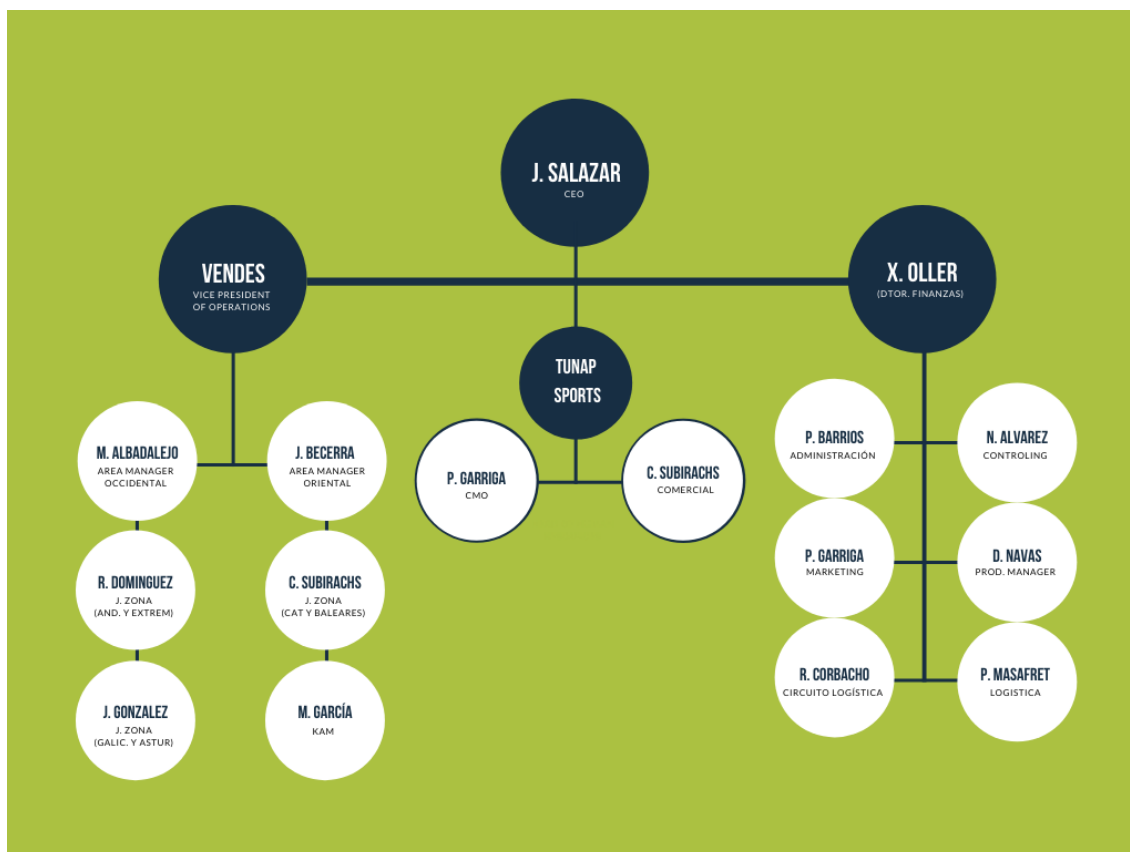 J. SALAZAR
CEO
VENDES
VICE PRESIDENT
OF OPERATIONS
X. OLLER
(DTOR. FINANZAS)
TUNAP
SPORTS
M. ALBADALEJO
AREA MANAGER
OCCIDENTAL
J. BECERRA
AREA MANAGER
ORIENTAL
P. GARRIGA
CMO
C. SUBIRACHS
COMERCIAL
P. BARRIOS
ADMINISTRACIÓN
N. ALVAREZ
CONTROLING
R. DOMINGUEZ
J. ZONA
(AND. Y EXTREM)
C. SUBIRACHS
J. ZONA
(CAT Y BALEARES)
P. GARRIGA
MARKETING
D. NAVAS
PROD. MANAGER
J. GONZALEZ
J. ZONA
(GALIC. Y ASTUR)
M. GARCÍA
KAM
R. CORBACHO
CIRCUITO LOGÍSTICA
P. MASAFRET
LOGISTICA